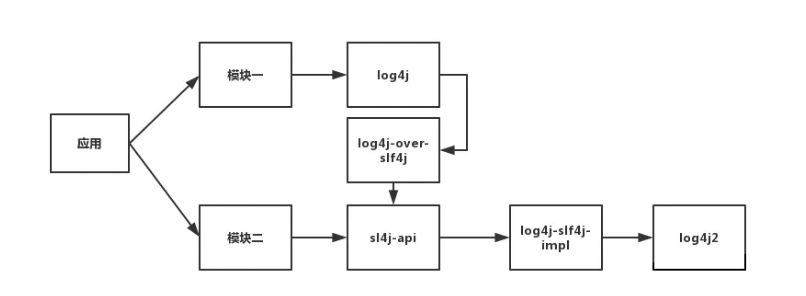 模块一
log4j
应用
log4j-over-
slf4j
模块二
sl4j-api
log4j-slf4j-
impl
log4j2